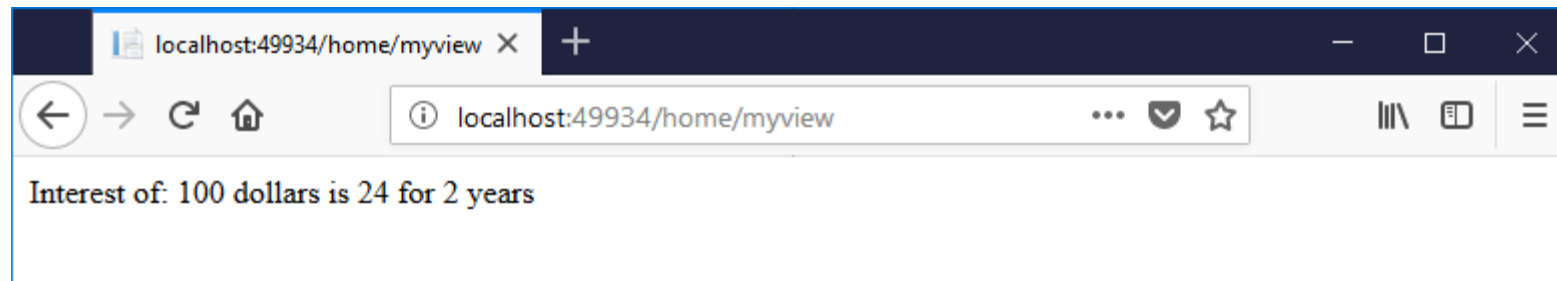 localhost:49934/home/myview
localhost:49934/home/myview
Interest of: 100 dollars is 24 for 2 years